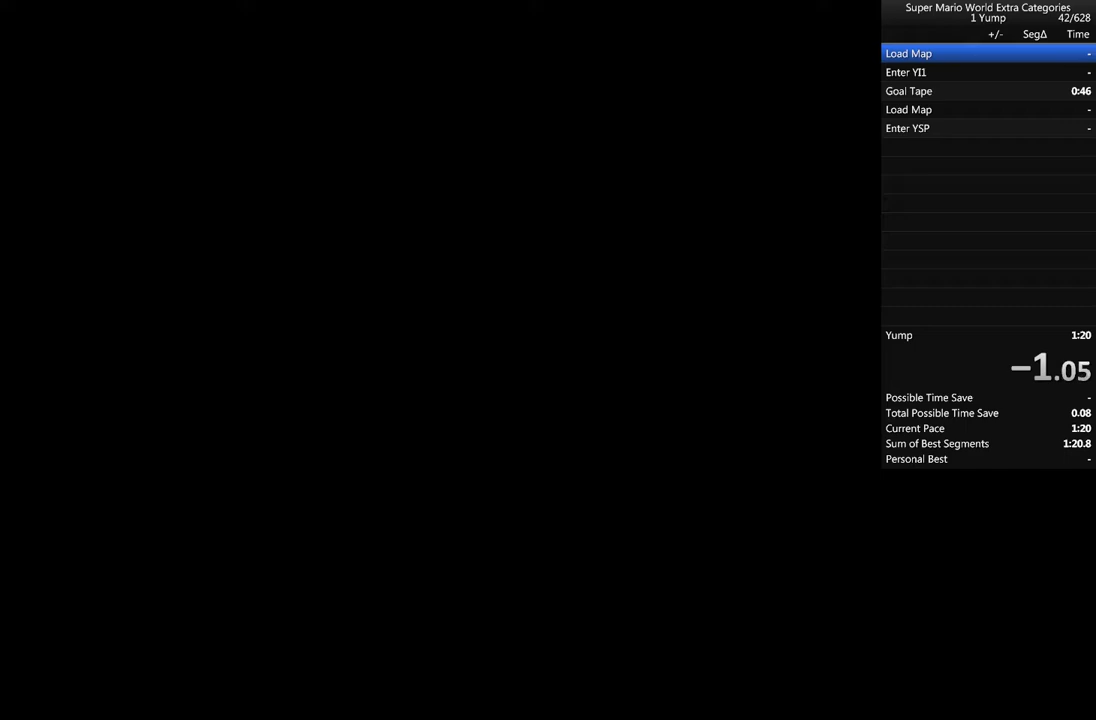 Super Mario World Extra Categories
1 Yump 42/628
+/- SegΔ Time
Load Map -
Enter YI1 -
Goal Tape 0:46
Load Map -
Enter YSP -
Yump 1:20
−1.05
Possible Time Save -
Total Possible Time Save 0.08
Current Pace 1:20
Sum of Best Segments 1:20.8
Personal Best -